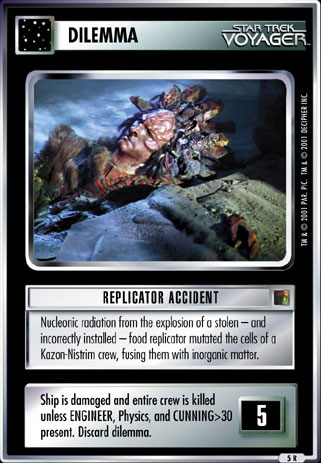 DILEMMA
STAR TREK
VOYAGER™
TM & © 2001 PAR. PIC. TM & © 2001 DECIPHER INC.
REPLICATOR ACCIDENT
Nucleonic radiation from the explosion of a stolen – and
incorrectly installed – food replicator mutated the cells of a
Kazon-Nistrim crew, fusing them with inorganic matter.
Ship is damaged and entire crew is killed
unless ENGINEER, Physics, and CUNNING>30
present. Discard dilemma.
5
5 R